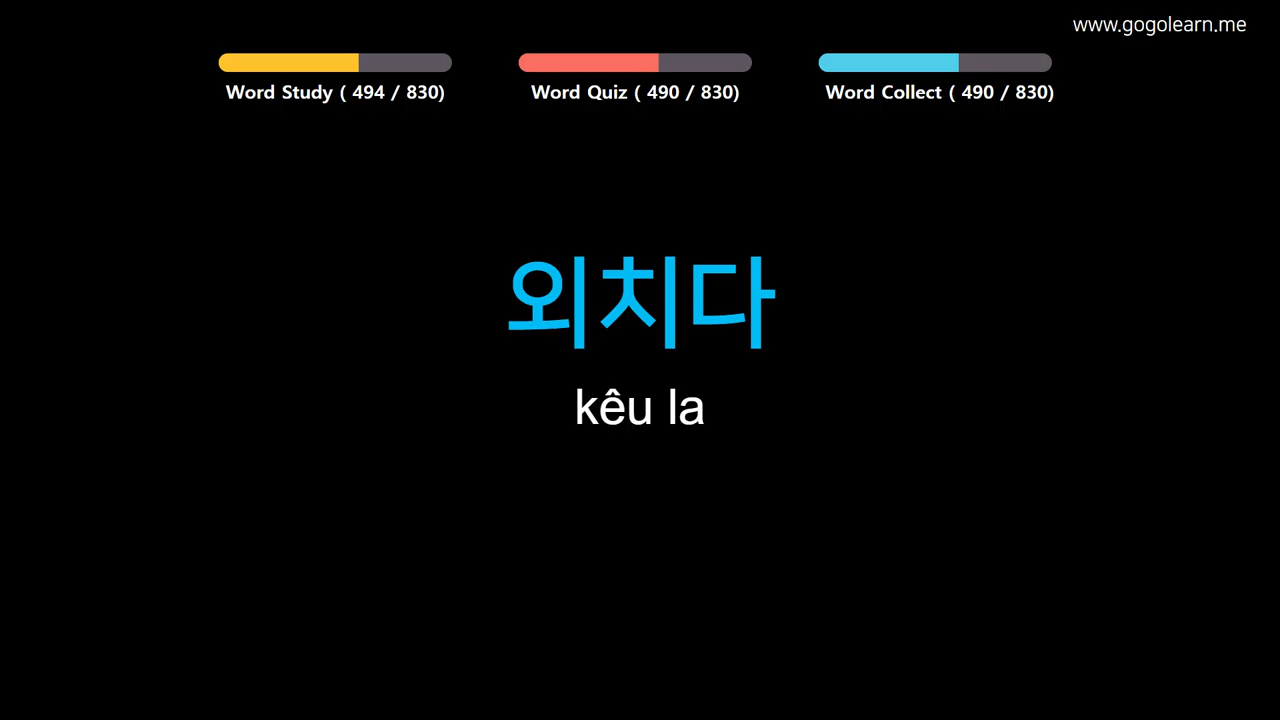 www.gogolearn.me
Word Study ( 494 / 830)
Word Quiz ( 490 / 830)
Word Collect ( 490 / 830)
외치다
kêu la